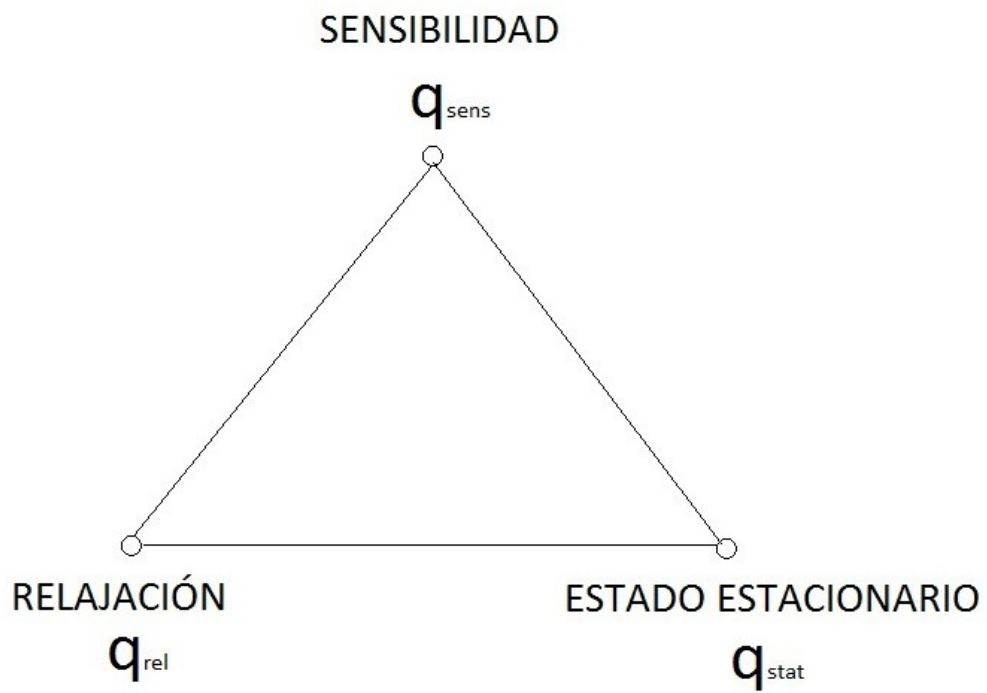 SENSIBILIDAD
qsens
RELAJACIÓN
qrel
ESTADO ESTACIONARIO
qstat